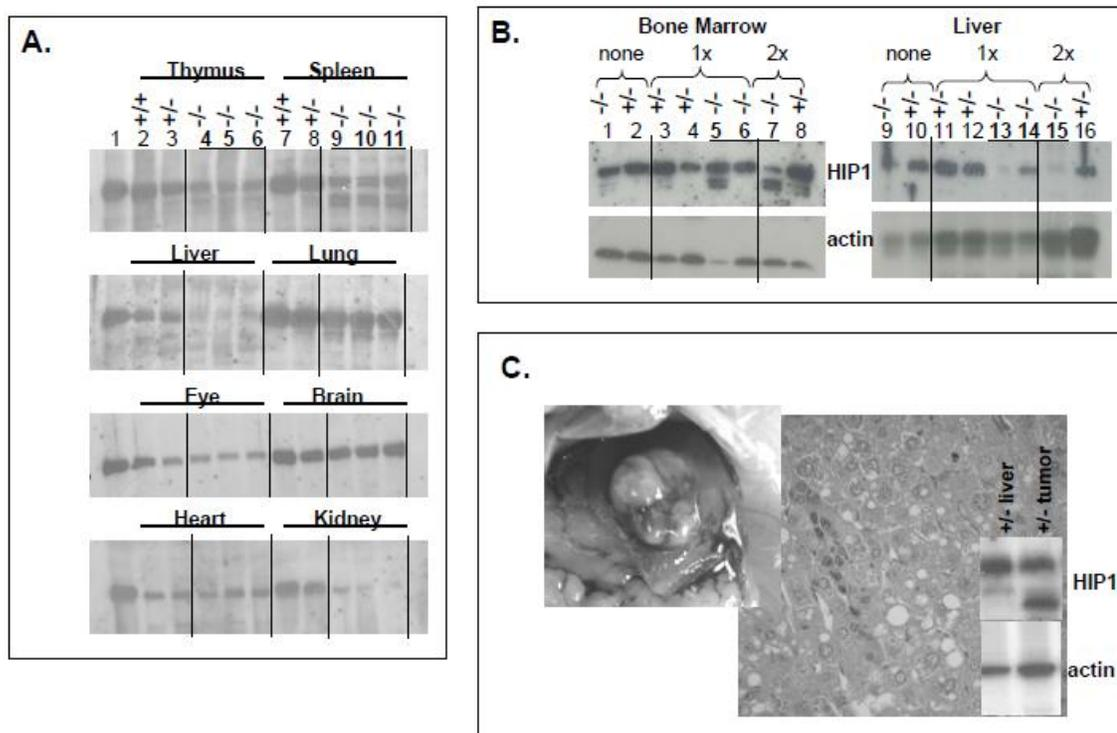 A.
Thymus Spleen
+/+ +/- -/- +/+ +/- -/-
1 2 3 4 5 6 7 8 9 10 11
Liver Lung
Eye Brain
Heart Kidney
B.
Bone Marrow Liver
none 1x 2x none 1x 2x
-/- +/- +/- +/- -/- -/- -/- +/- -/- +/- +/- +/- -/- -/- -/- +/-
1 2 3 4 5 6 7 8 9 10 11 12 13 14 15 16
HIP1
actin
C.
+/- liver
+/- tumor
HIP1
actin